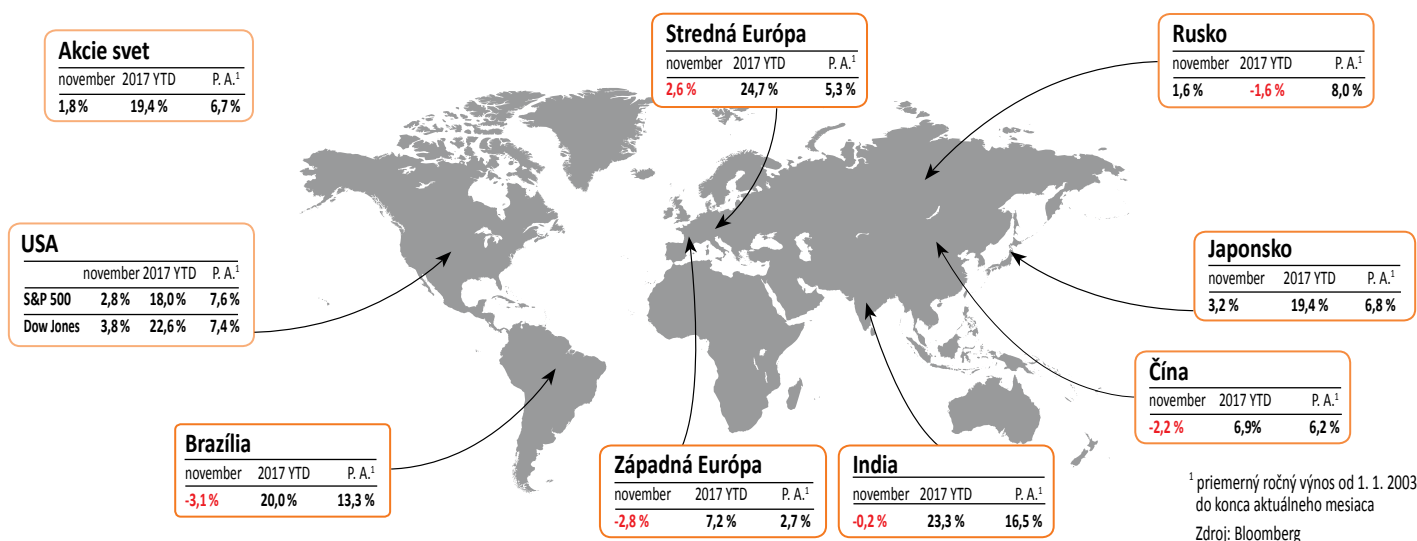 Akcie svet
november 2017 YTD P. A.¹
1,8 % 19,4 % 6,7 %
Stredná Európa
november 2017 YTD P. A.¹
2,6 % 24,7 % 5,3 %
Rusko
november 2017 YTD P. A.¹
1,6 % -1,6 % 8,0 %
USA
november 2017 YTD P. A.¹
S&P 500 2,8 % 18,0 % 7,6 %
Dow Jones 3,8 % 22,6 % 7,4 %
Japonsko
november 2017 YTD P. A.¹
3,2 % 19,4 % 6,8 %
Čína
november 2017 YTD P. A.¹
-2,2 % 6,9% 6,2 %
Brazília
november 2017 YTD P. A.¹
-3,1 % 20,0 % 13,3 %
Západná Európa
november 2017 YTD P. A.¹
-2,8 % 7,2 % 2,7 %
India
november 2017 YTD P. A.¹
-0,2 % 23,3 % 16,5 %
¹ priemerný ročný výnos od 1. 1. 2003
do konca aktuálneho mesiaca
Zdroj: Bloomberg